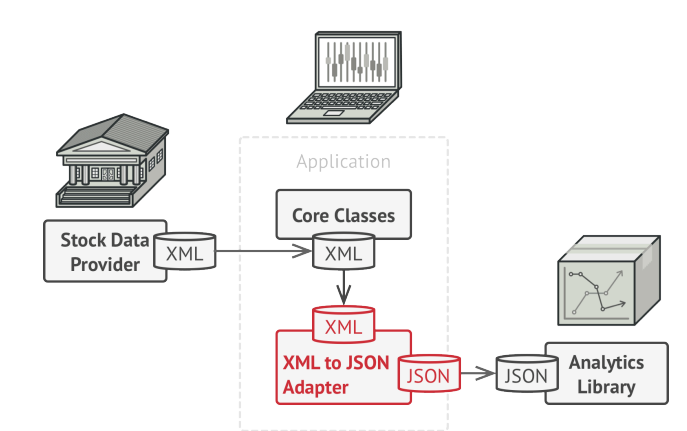 Application
Core Classes
Stock Data
Provider
XML
XML
XML
XML to JSON
Adapter
JSON
JSON
Analytics
Library